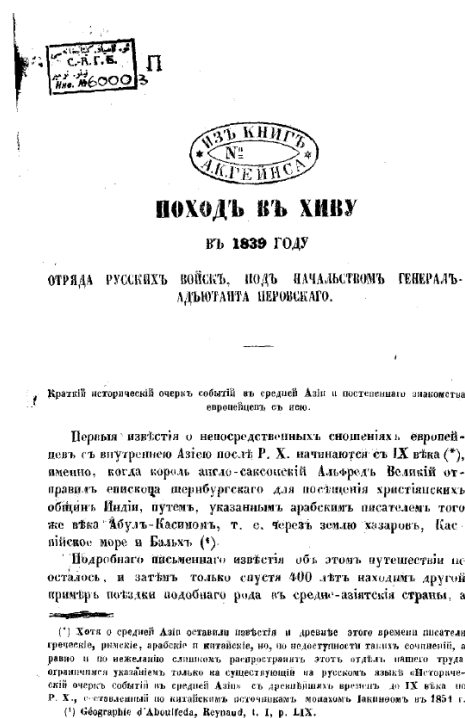 С.-А.Г.Б.
Инв. №60003
П
ИЗЪ КНИГЪ
№
А.К.ГЕЙНСА
ПОХОДЪ ВЪ ХИВУ
ВЪ 1839 ГОДУ
ОТРЯДА РУССКИХЪ ВОЙСКЪ, ПОДЪ НАЧАЛЬСТВОМЪ ГЕНЕРАЛЪ-
АДЪЮТАНТА ПЕРОВСКАГО.
Краткій историческій очеркъ событій въ средней Азіи и постепеннаго знакомства
европейцевъ съ нею.
Первыя извѣстія о непосредственныхъ сношеніяхъ европей-
цевъ съ внутреннею Азіею послѣ Р. Х. начинаются съ IX вѣка (*),
именно, когда король англо-саксонскій Альфредъ Великій от-
правилъ епископа шернбургскаго для посѣщенія христіянскихъ
общинъ Индіи, путемъ, указаннымъ арабскимъ писателемъ того
же вѣка Абулъ-Касимомъ, т. е. черезъ землю хазаровъ, Кас-
пійское море и Бальхъ (¹).
Подробнаго письменнаго извѣстія объ этомъ путешествіи не
осталось, и затѣмъ только спустя 400 лѣтъ находимъ другой
примѣръ поѣздки подобнаго рода въ средне-азіятскія страны, а
(*) Хотя о средней Азіи оставили извѣстія и древніе этого времени писатели
греческіе, римскіе, арабскіе и китайскіе, но, по недоступности такихъ сочиненій, а
равно и по нежеланію слишкомъ распространять этотъ отдѣлъ нашего труда
ограничимся указаніемъ только на существующій на русскомъ языкѣ «Историче-
скій очеркъ событій въ средней Азіи» съ древнѣйшихъ временъ до IX вѣка по
Р. Х., составленный по китайскимъ источникамъ монахомъ Іакинѳомъ въ 1851 г.
(¹) Géographie d'Aboulfeda, Reynaud, t. I, p. LIX.